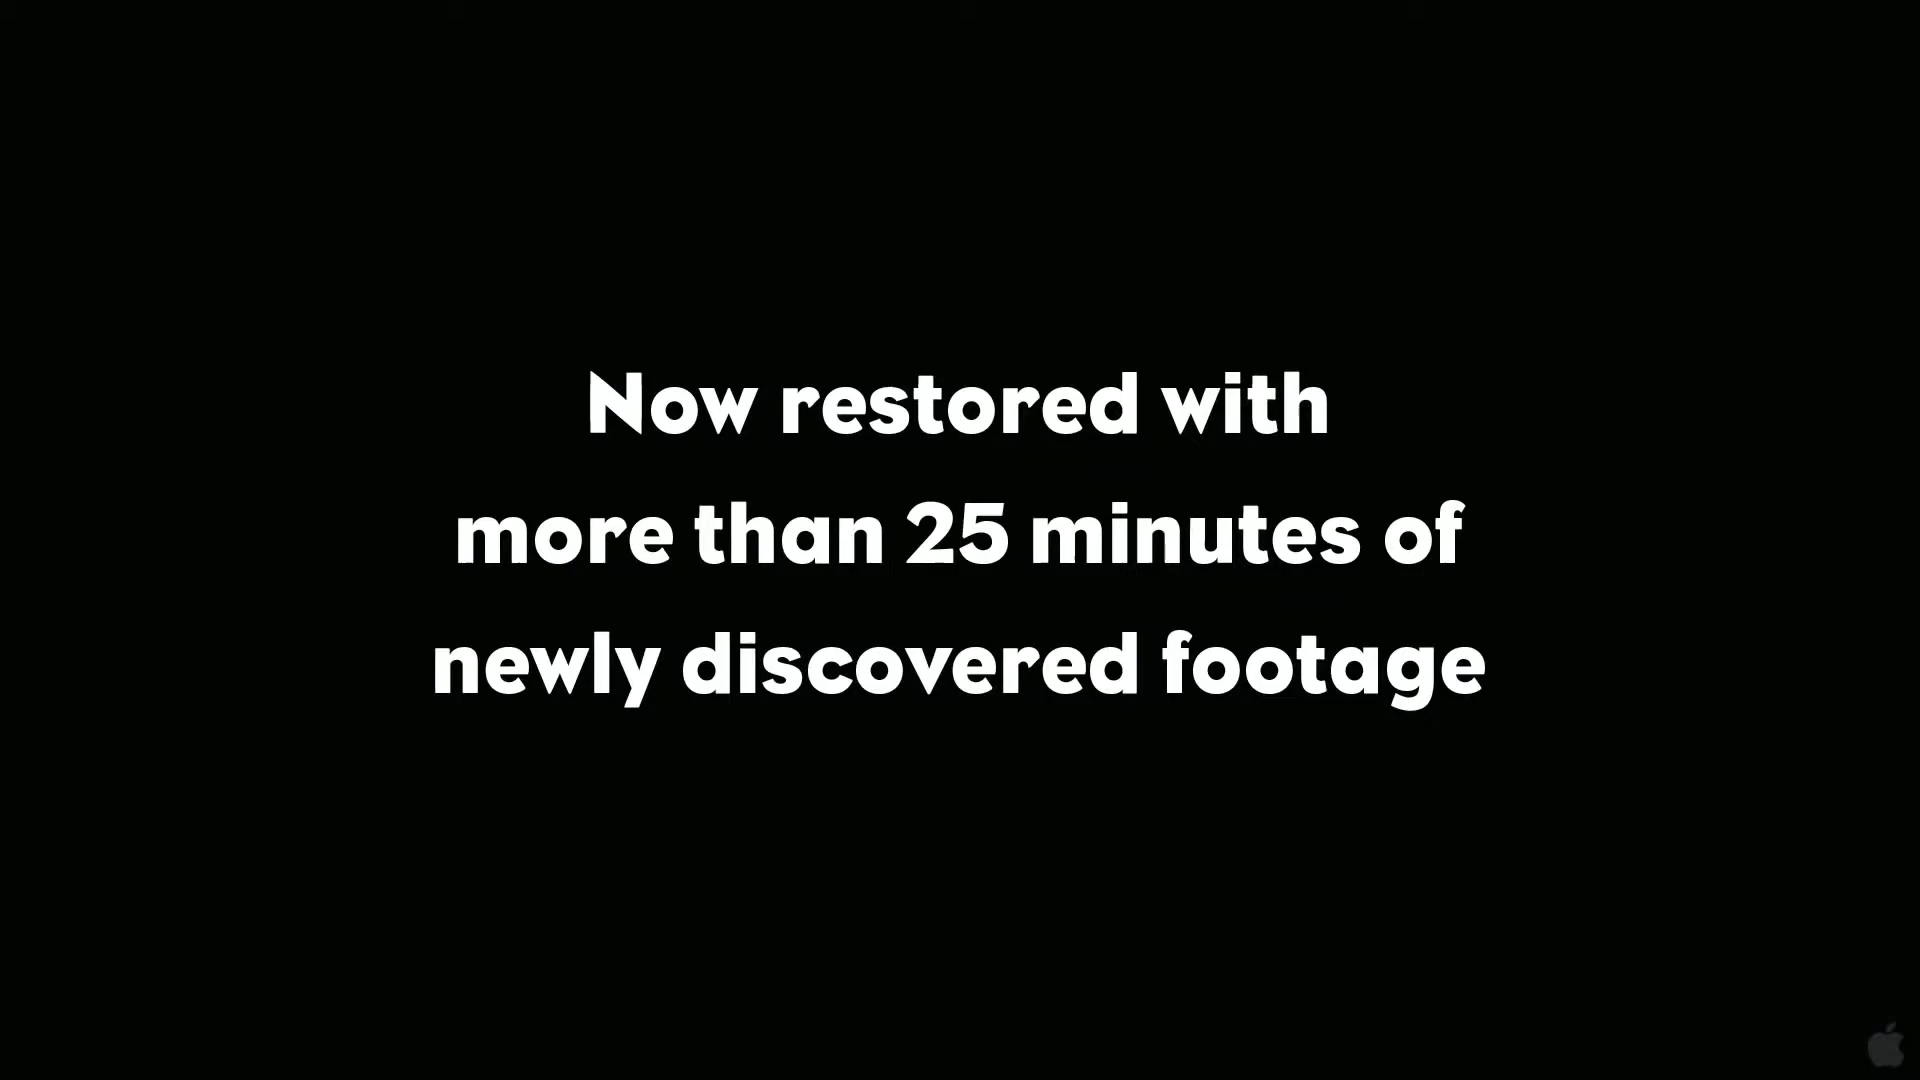 Now restored with
more than 25 minutes of
newly discovered footage